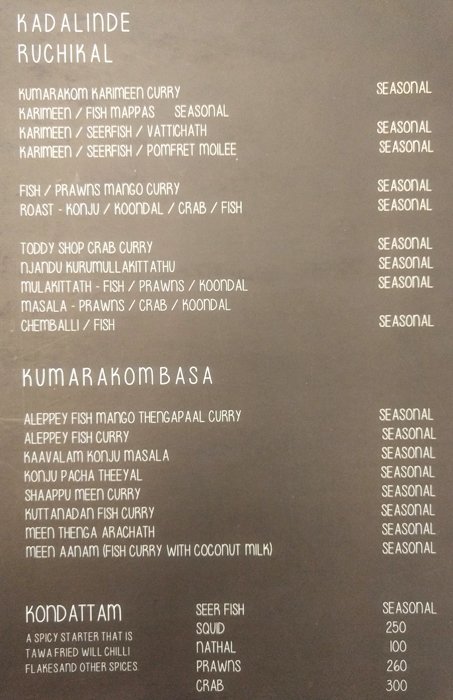 KADALINDE
RUCHIKAL
KUMARAKOM KARIMEEN CURRY SEASONAL
KARIMEEN / FISH MAPPAS SEASONAL
KARIMEEN / SEERFISH / VATTICHATH SEASONAL
KARIMEEN / SEERFISH / POMFRET MOILEE SEASONAL
FISH / PRAWNS MANGO CURRY SEASONAL
ROAST - KONJU / KOONDAL / CRAB / FISH SEASONAL
TODDY SHOP CRAB CURRY SEASONAL
NJANDU KURUMULLAKITTATHU SEASONAL
MULAKITTATH - FISH / PRAWNS / KOONDAL SEASONAL
MASALA - PRAWNS / CRAB / KOONDAL
CHEMBALLI / FISH SEASONAL
KUMARAKOMBASA
ALEPPEY FISH MANGO THENGAPAAL CURRY SEASONAL
ALEPPEY FISH CURRY SEASONAL
KAAVALAM KONJU MASALA SEASONAL
KONJU PACHA THEEYAL SEASONAL
SHAAPPU MEEN CURRY SEASONAL
KUTTANADAN FISH CURRY SEASONAL
MEEN THENGA ARACHATH SEASONAL
MEEN AANAM (FISH CURRY WITH COCONUT MILK) SEASONAL
KONDATTAM
A SPICY STARTER THAT IS
TAWA FRIED WILL CHILLI
FLAKES AND OTHER SPICES
SEER FISH SEASONAL
SQUID 250
NATHAL 100
PRAWNS 260
CRAB 300